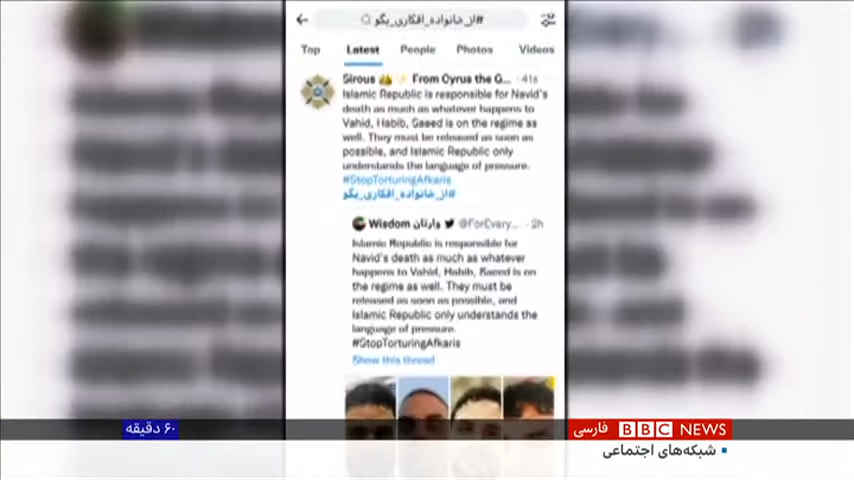 #از_خانواده_افکاری_بگو
Top Latest People Photos Videos
Sirous From Cyrus the G... · 41s
Islamic Republic is responsible for Navid's
death as much as whatever happens to
Vahid, Habib, Saeed is on the regime as
well. They must be released as soon as
possible, and Islamic Republic only
understands the language of pressure.
#StopTorturingAfkaris
#از_خانواده_افکاری_بگو
Wisdom وارتان @ForEvery... · 2h
Islamic Republic is responsible for
Navid's death as much as whatever
happens to Vahid, Habib, Saeed is on
the regime as well. They must be
released as soon as possible, and
Islamic Republic only understands the
language of pressure.
#StopTorturingAfkaris
Show this thread
۶۰ دقیقه
BBC NEWS فارسی
شبکه‌های اجتماعی